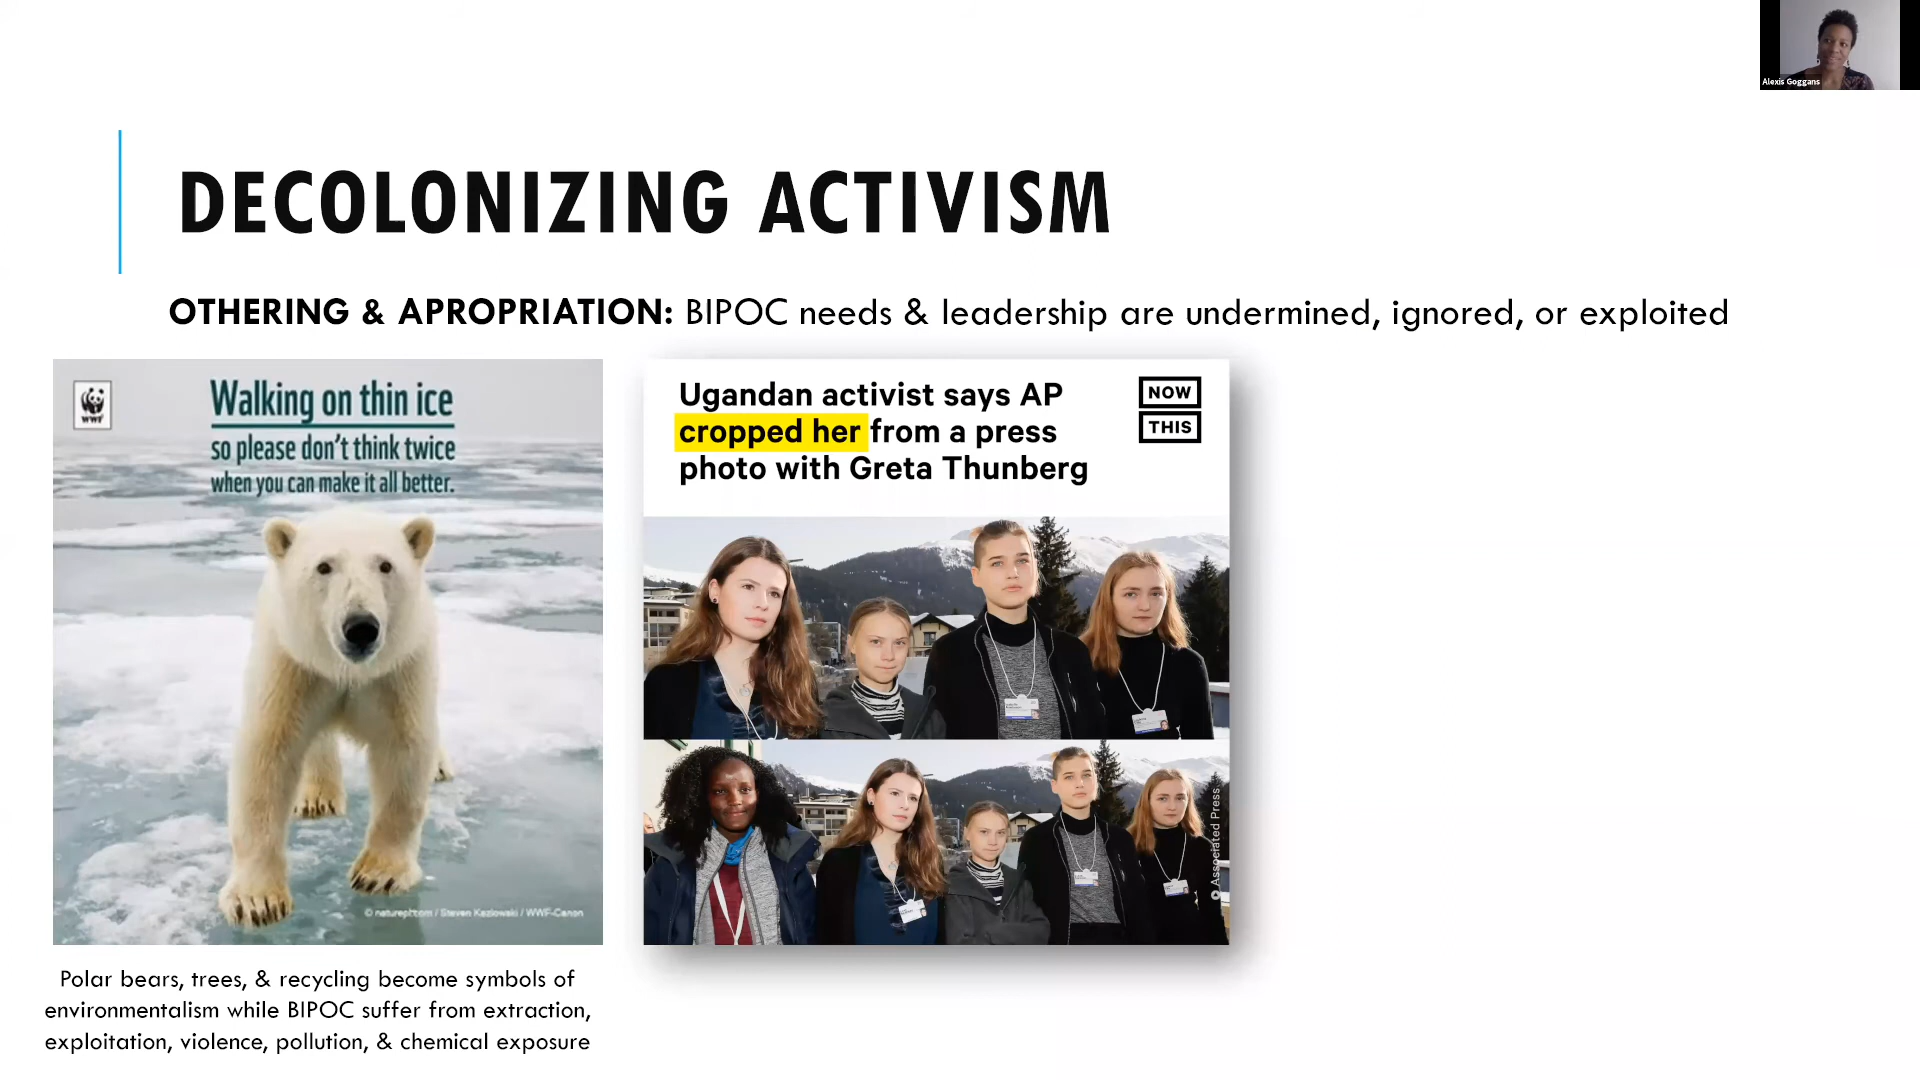 Alexis Goggans
DECOLONIZING ACTIVISM
OTHERING & APROPRIATION: BIPOC needs & leadership are undermined, ignored, or exploited
WWF
Walking on thin ice
so please don't think twice
when you can make it all better.
© naturepl.com / Steven Kazlowski / WWF-Canon
Polar bears, trees, & recycling become symbols of
environmentalism while BIPOC suffer from extraction,
exploitation, violence, pollution, & chemical exposure
Ugandan activist says AP
cropped her from a press
photo with Greta Thunberg
NOW
THIS
© Associated Press